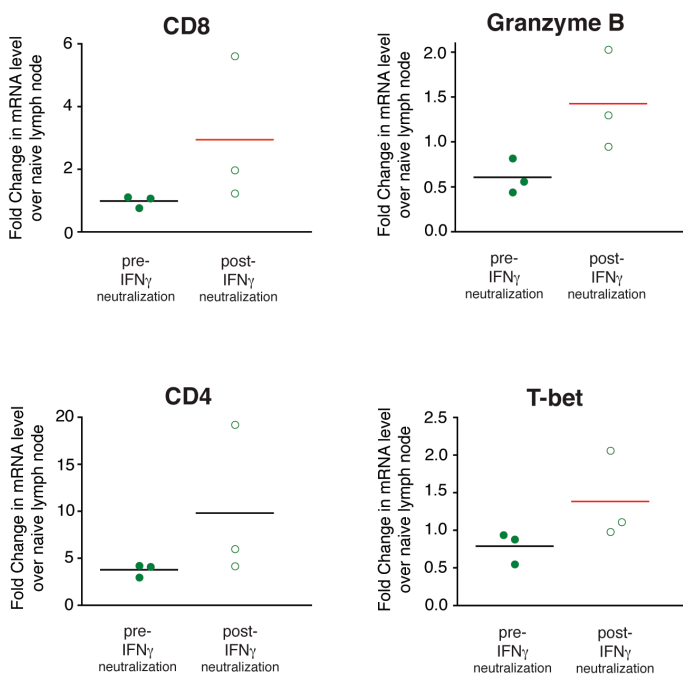 CD8
Fold Change in mRNA level
over naive lymph node
6
4
2
0
pre-
IFNγ
neutralization
post-
IFNγ
neutralization
Granzyme B
Fold Change in mRNA level
over naive lymph node
2.0
1.5
1.0
0.5
0.0
pre-
IFNγ
neutralization
post-
IFNγ
neutralization
CD4
Fold Change in mRNA level
over naive lymph node
20
15
10
5
0
pre-
IFNγ
neutralization
post-
IFNγ
neutralization
T-bet
Fold Change in mRNA level
over naive lymph node
2.5
2.0
1.5
1.0
0.5
0.0
pre-
IFNγ
neutralization
post-
IFNγ
neutralization